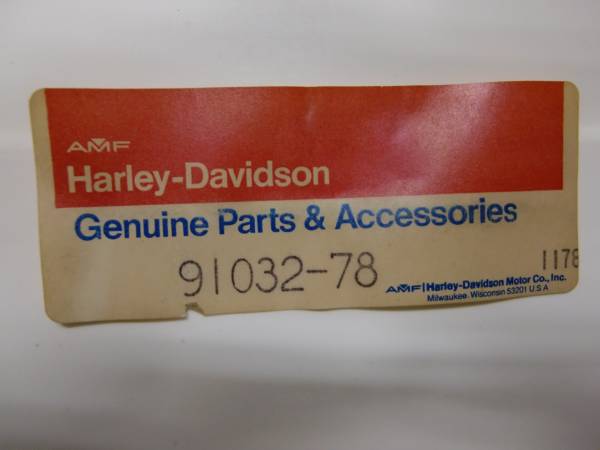 AMF
Harley-Davidson
Genuine Parts & Accessories
91032-78
1178
AMF | Harley-Davidson Motor Co., Inc.
Milwaukee, Wisconsin 53201 U.S.A